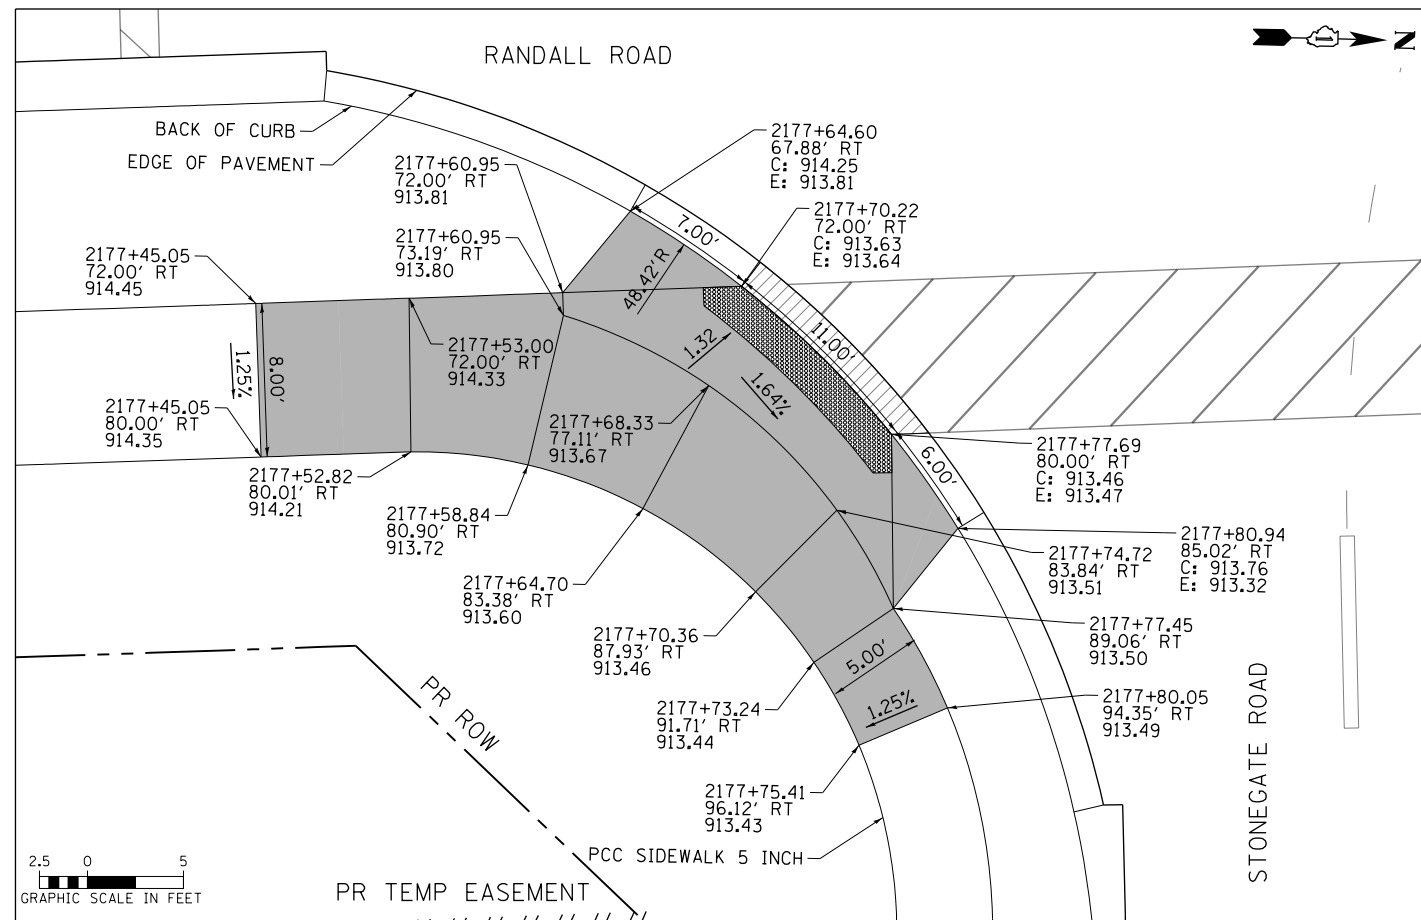 RANDALL ROAD
N
BACK OF CURB
EDGE OF PAVEMENT
2177+60.95
72.00' RT
913.81
2177+64.60
67.88' RT
C: 914.25
E: 913.81
2177+70.22
72.00' RT
C: 913.63
E: 913.64
2177+60.95
73.19' RT
913.80
2177+45.05
72.00' RT
914.45
7.00'
48.42'R
11.00'
6.00'
1.32
1.64%
1.25%
8.00'
2177+53.00
72.00' RT
914.33
2177+45.05
80.00' RT
914.35
2177+68.33
77.11' RT
913.67
2177+77.69
80.00' RT
C: 913.46
E: 913.47
2177+52.82
80.01' RT
914.21
2177+58.84
80.90' RT
913.72
2177+80.94
85.02' RT
C: 913.76
E: 913.32
2177+74.72
83.84' RT
913.51
2177+64.70
83.38' RT
913.60
2177+70.36
87.93' RT
913.46
2177+77.45
89.06' RT
913.50
5.00'
1.25%
2177+73.24
91.71' RT
913.44
2177+80.05
94.35' RT
913.49
PR ROW
2177+75.41
96.12' RT
913.43
STONEGATE ROAD
PCC SIDEWALK 5 INCH
2.5 0 5
GRAPHIC SCALE IN FEET
PR TEMP EASEMENT